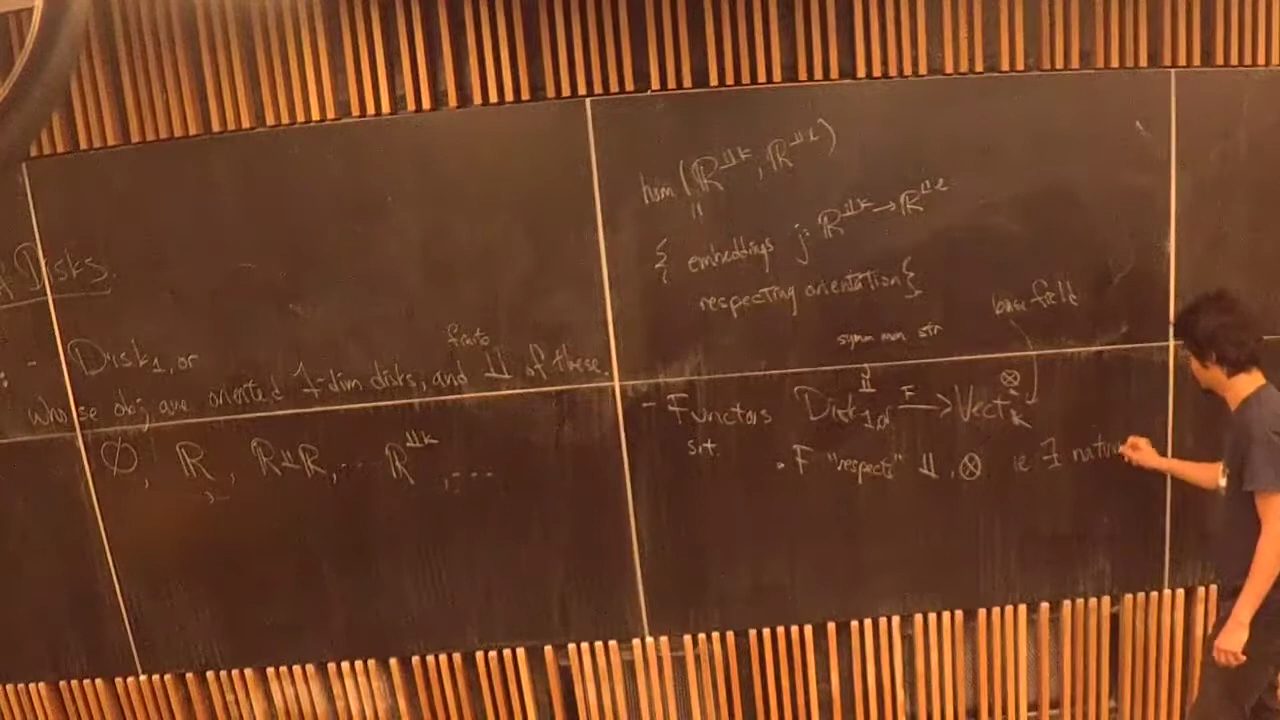 Disks.
- Disk₁,or
finite
whose obj are oriented 1-dim disks, and ⨿ of these.
∅, ℝ, ℝ⨿ℝ, ... ℝ^⨿k, ...
hom(ℝ^⨿k, ℝ^⨿l)
{ embeddings j: ℝ^⨿k → ℝ^⨿l
respecting orientation }
base field
symm mon str
- Functors Disk₁,or^⨿ F→ Vect_k^⊗
s.t.
• F "respects" ⨿, ⊗ ie ∃ natur